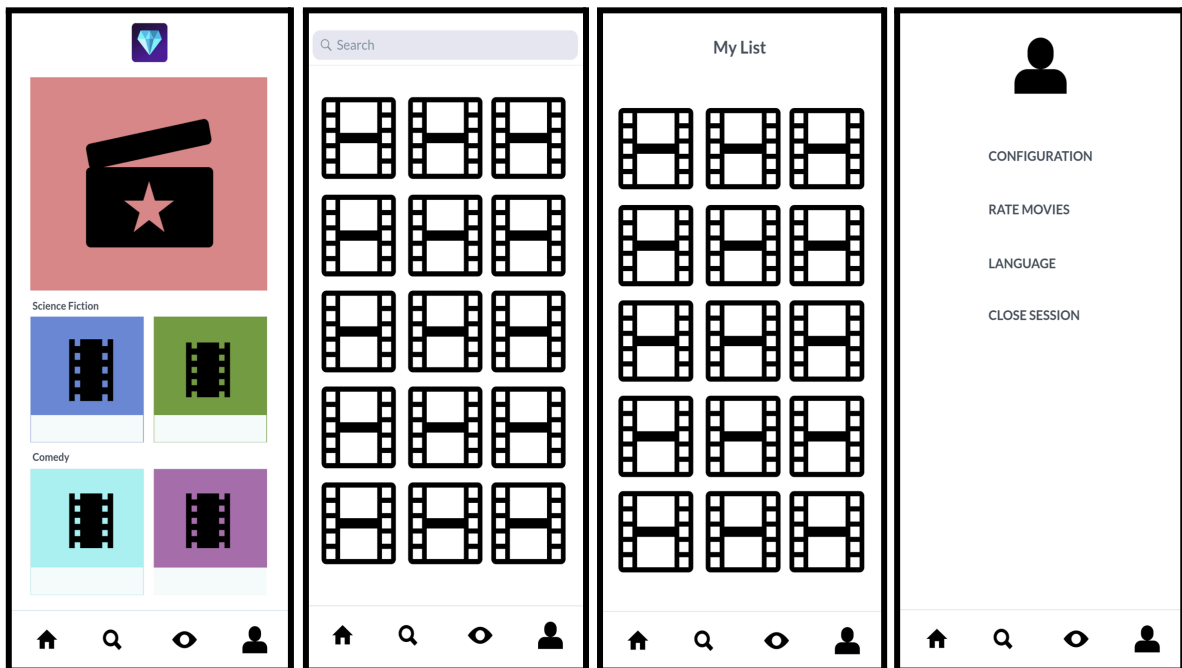 Science Fiction
Comedy
Search
My List
CONFIGURATION
RATE MOVIES
LANGUAGE
CLOSE SESSION